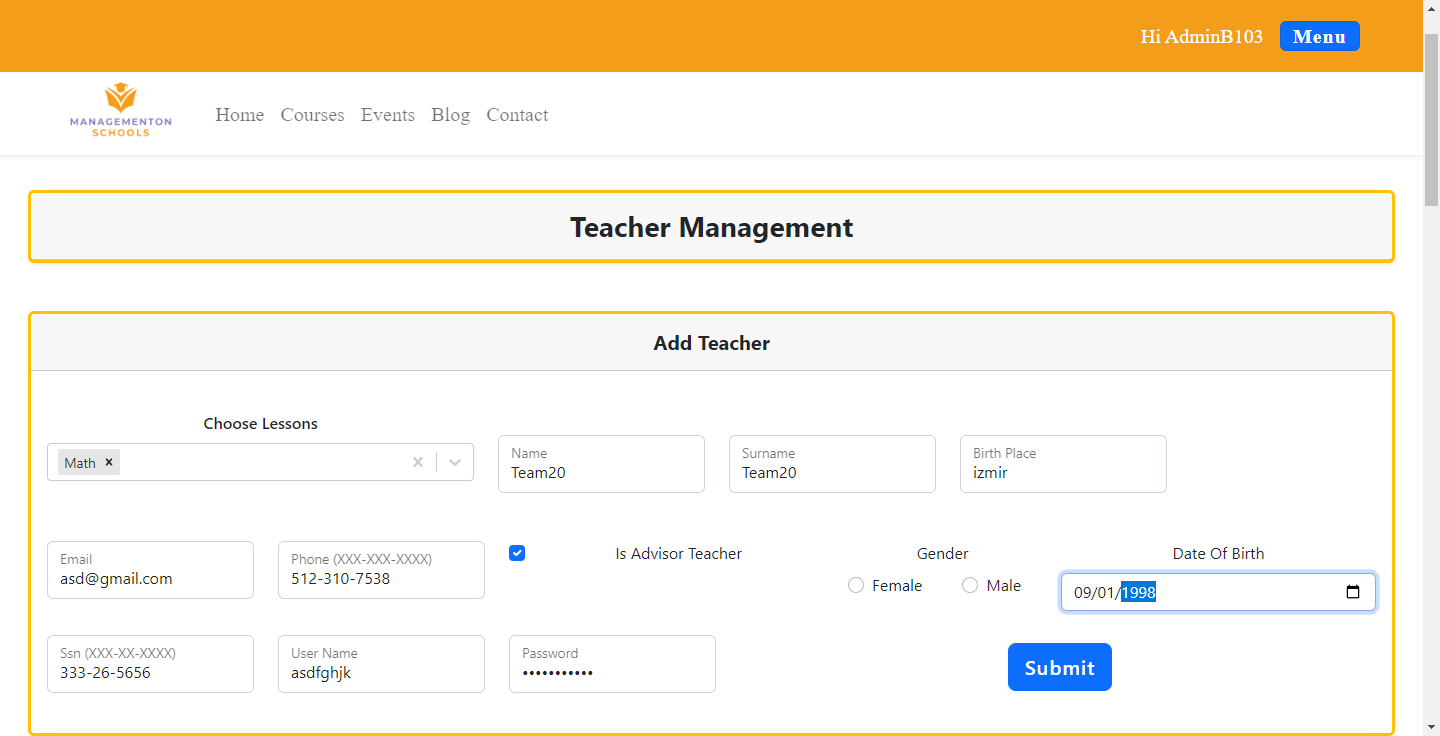 Hi AdminB103 Menu
MANAGEMENTON
SCHOOLS
Home Courses Events Blog Contact
Teacher Management
Add Teacher
Choose Lessons
Math
Name
Team20
Surname
Team20
Birth Place
izmir
Email
asd@gmail.com
Phone (XXX-XXX-XXXX)
512-310-7538
Is Advisor Teacher
Gender
Female Male
Date Of Birth
09/01/1998
Ssn (XXX-XX-XXXX)
333-26-5656
User Name
asdfghjk
Password
•••••••••••
Submit